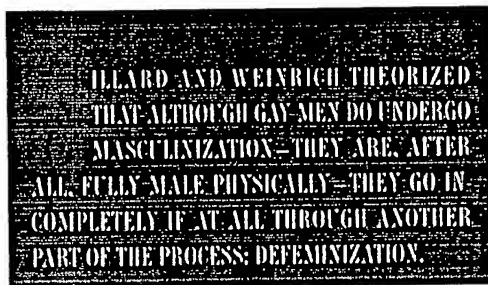 ILLARD AND WEINRICH THEORIZED
THAT ALTHOUGH GAY MEN DO UNDERGO
MASCULINIZATION—THEY ARE, AFTER
ALL, FULLY MALE PHYSICALLY—THEY GO IN-
COMPLETELY IF AT ALL THROUGH ANOTHER
PART OF THE PROCESS: DEFEMINIZATION.